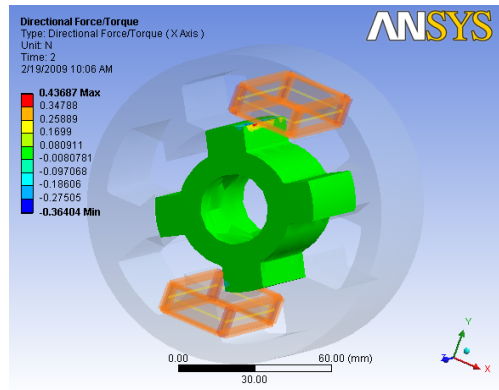 Directional Force/Torque
Type: Directional Force/Torque ( X Axis )
Unit: N
Time: 2
2/19/2009 10:06 AM
0.43687 Max
0.34788
0.25889
0.1699
0.080911
-0.0080781
-0.097068
-0.18606
-0.27505
-0.36404 Min
ANSYS
0.00 60.00 (mm)
30.00
Y
Z X